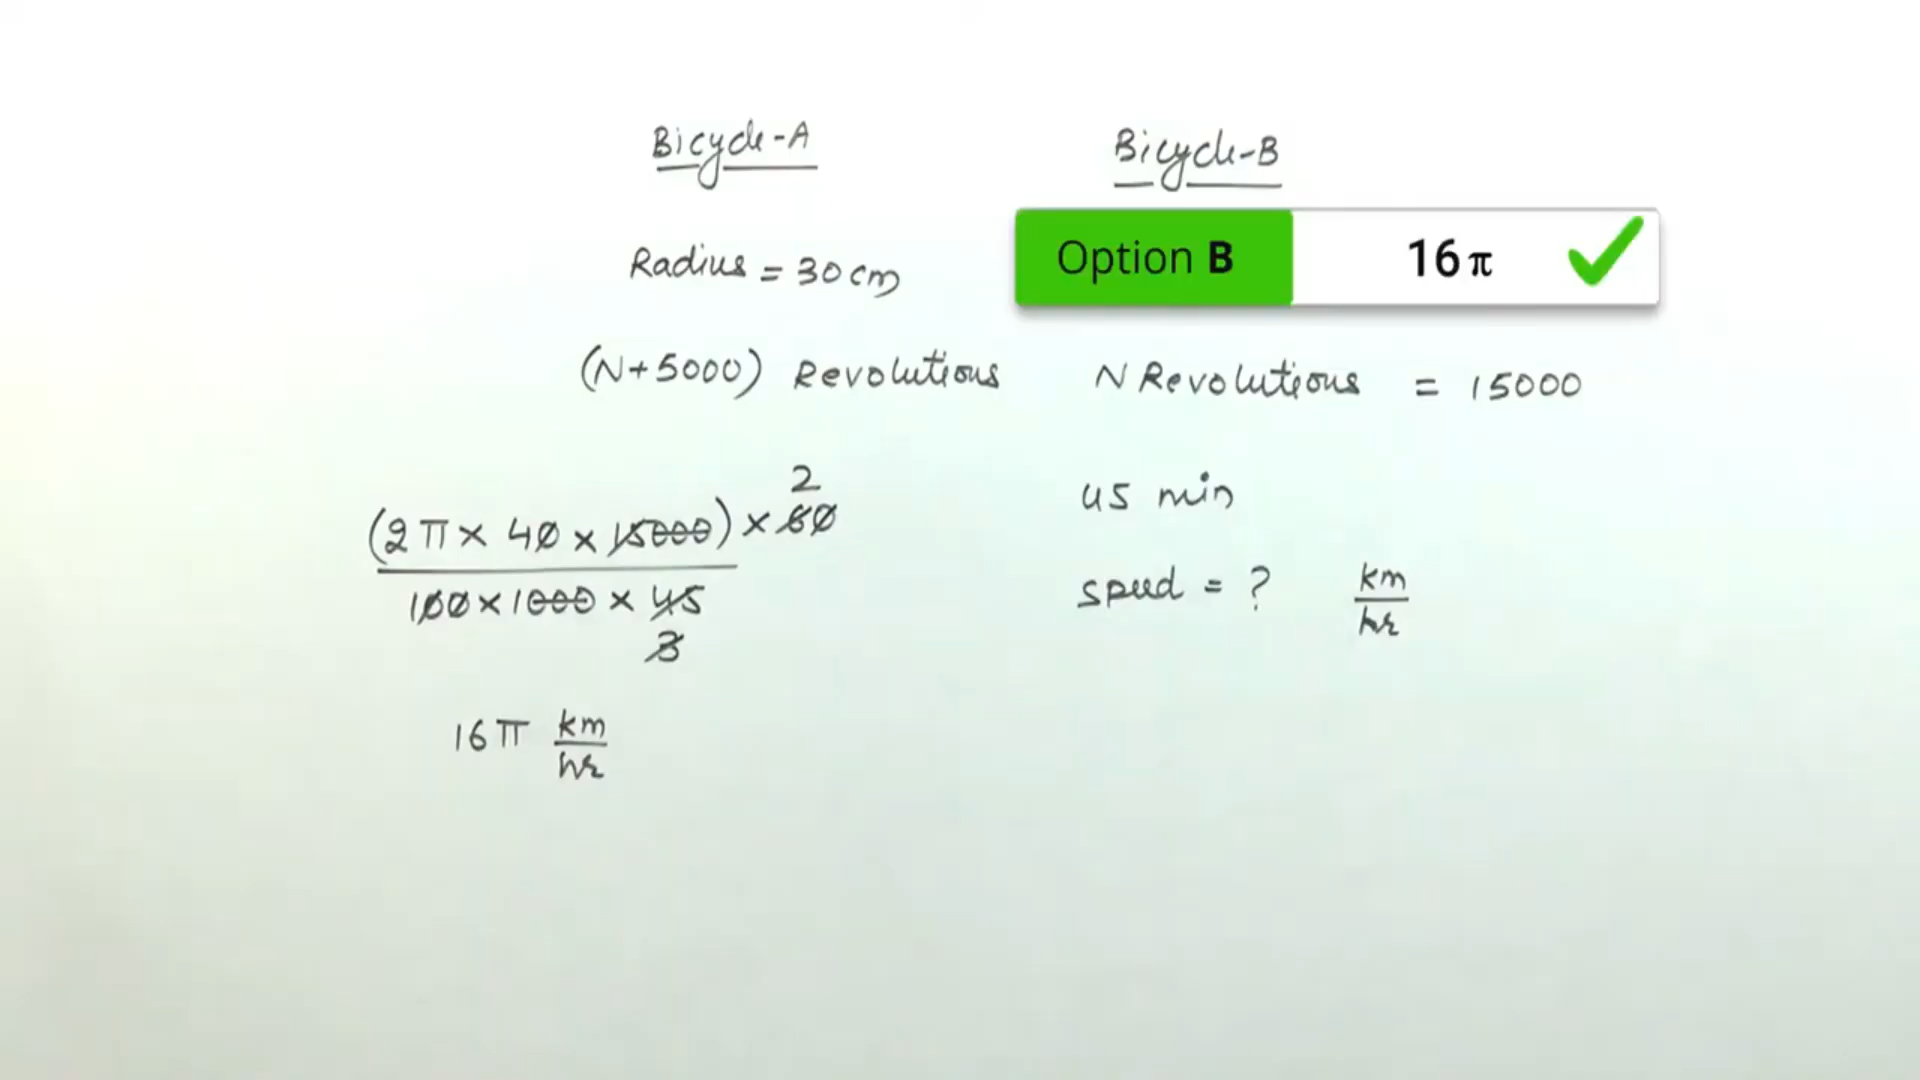 Bicycle-A
Bicycle-B
Option B 16π
Radius = 30 cm
(N+5000) Revolutions
N Revolutions = 15000
2
(2π × 40 × 15000) × 60
100 × 1000 × 45
3
45 min
speed = ? km
hr
16π km
hr